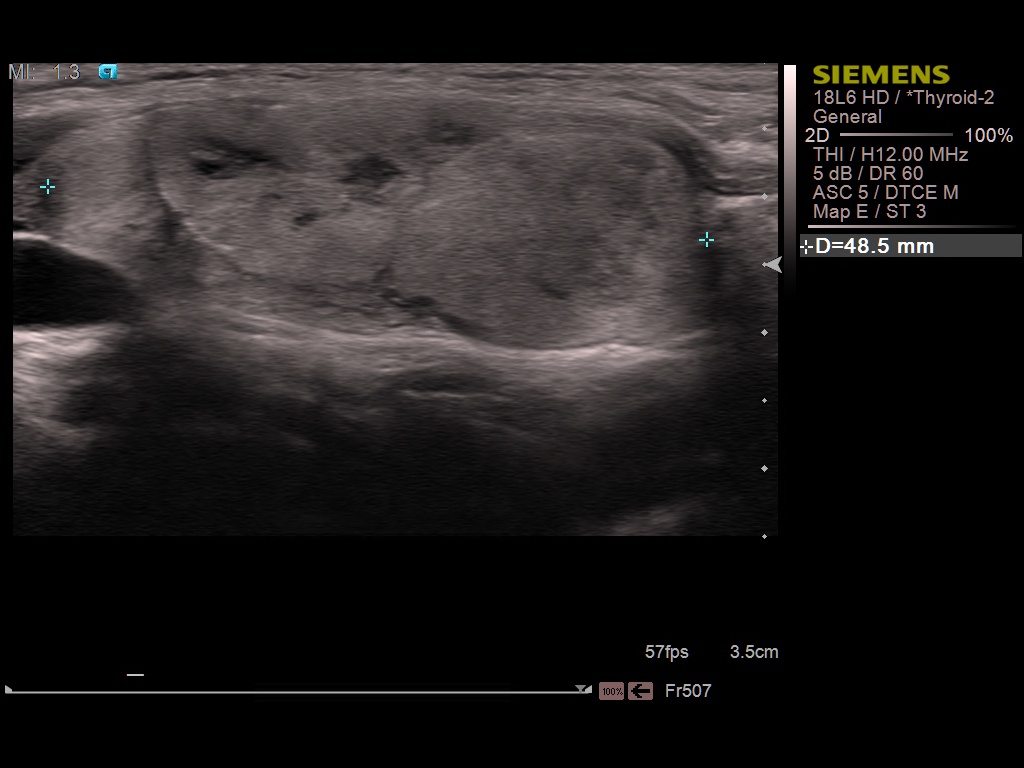 MI: 1.3
SIEMENS
18L6 HD / *Thyroid-2
General
2D 100%
THI / H12.00 MHz
5 dB / DR 60
ASC 5 / DTCE M
Map E / ST 3
D=48.5 mm
57fps 3.5cm
100% Fr507